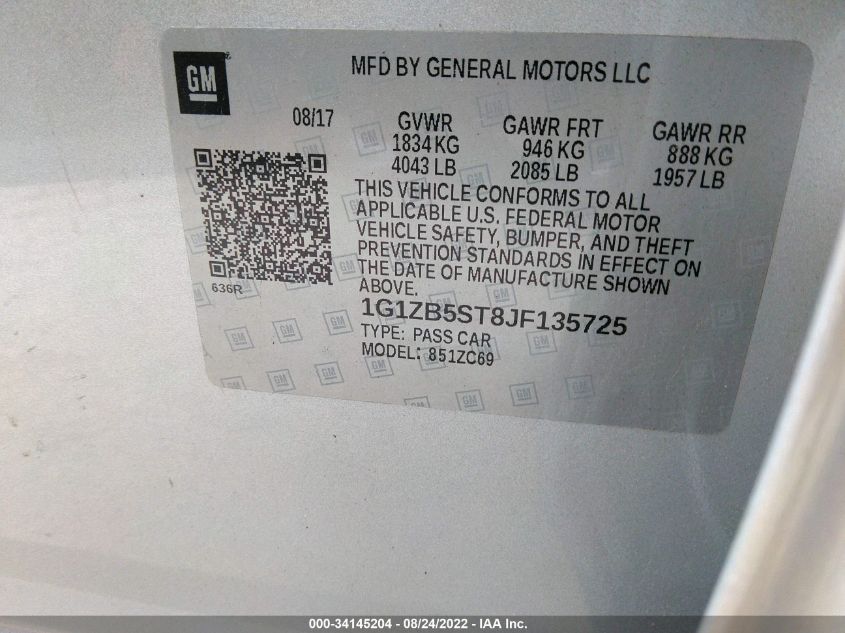 GM
MFD BY GENERAL MOTORS LLC
08/17
GVWR
1834 KG
4043 LB
GAWR FRT
946 KG
2085 LB
GAWR RR
888 KG
1957 LB
THIS VEHICLE CONFORMS TO ALL
APPLICABLE U.S. FEDERAL MOTOR
VEHICLE SAFETY, BUMPER, AND THEFT
PREVENTION STANDARDS IN EFFECT ON
THE DATE OF MANUFACTURE SHOWN
ABOVE.
636R
1G1ZB5ST8JF135725
TYPE: PASS CAR
MODEL: 851ZC69
000-34145204 - 08/24/2022 - IAA Inc.